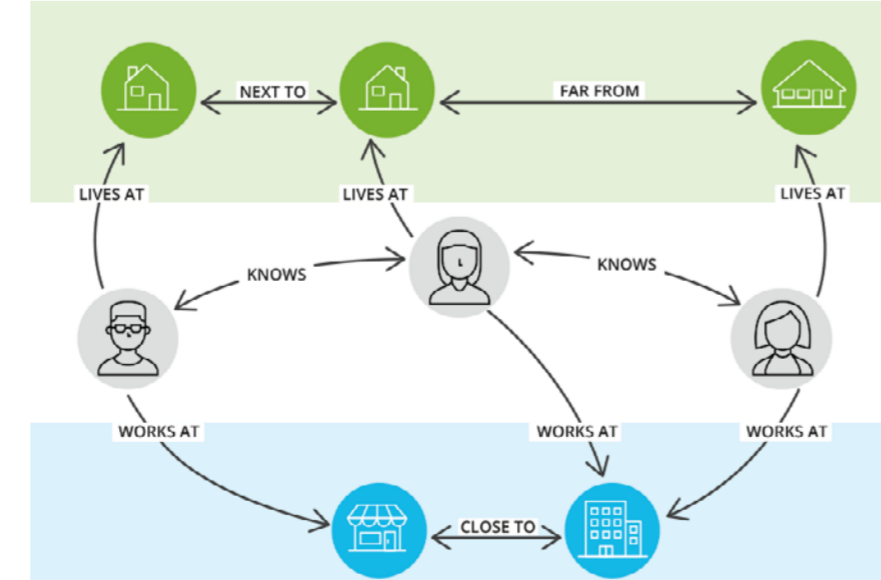 NEXT TO
FAR FROM
LIVES AT
LIVES AT
LIVES AT
KNOWS
KNOWS
WORKS AT
WORKS AT
WORKS AT
CLOSE TO